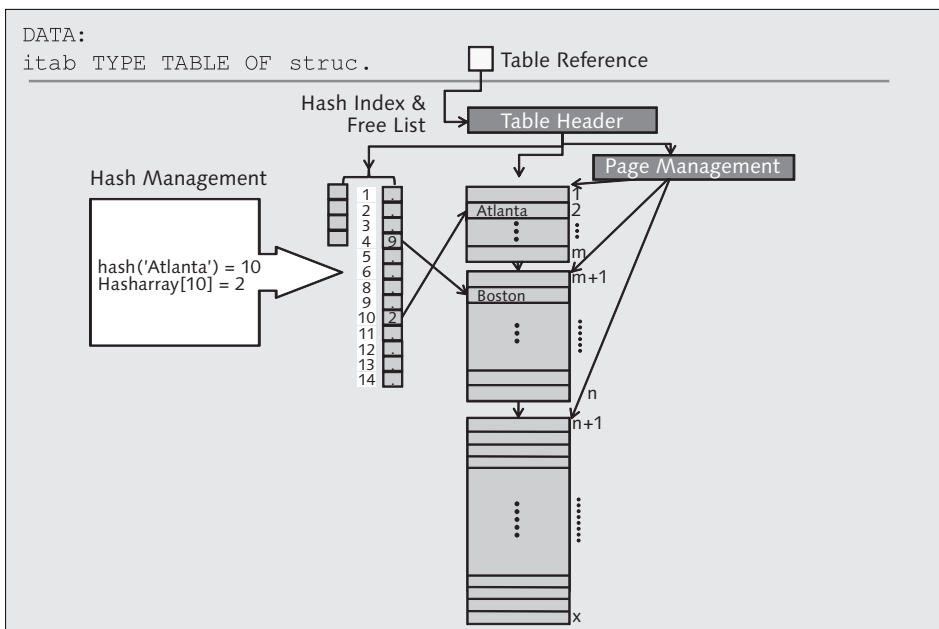 DATA:
itab TYPE TABLE OF struc.
Table Reference
Hash Index &
Free List
Table Header
Page Management
Hash Management
hash('Atlanta') = 10
Hasharray[10] = 2
1 .
2 .
3 .
4 9
5 .
6 .
8 .
9 .
10 2
11 .
12 .
13 .
14 .
1
Atlanta 2
m
m+1
Boston
n
n+1
x